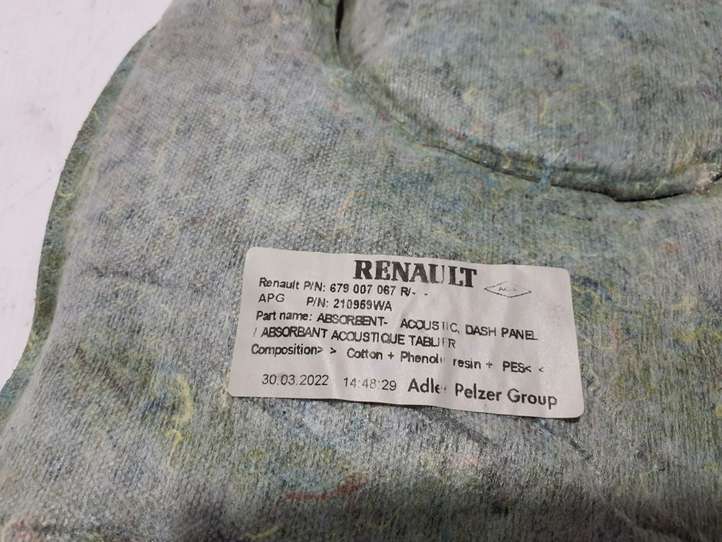 RENAULT
Renault P/N: 679 007 067 R/- -
APG P/N: 210969WA
Part name: ABSORBENT- ACOUSTIC, DASH PANEL
/ ABSORBANT ACOUSTIQUE TABLIER
Composition> > Cotton + Phenol resin + PES< <
30.03.2022 14:48:29 Adler Pelzer Group